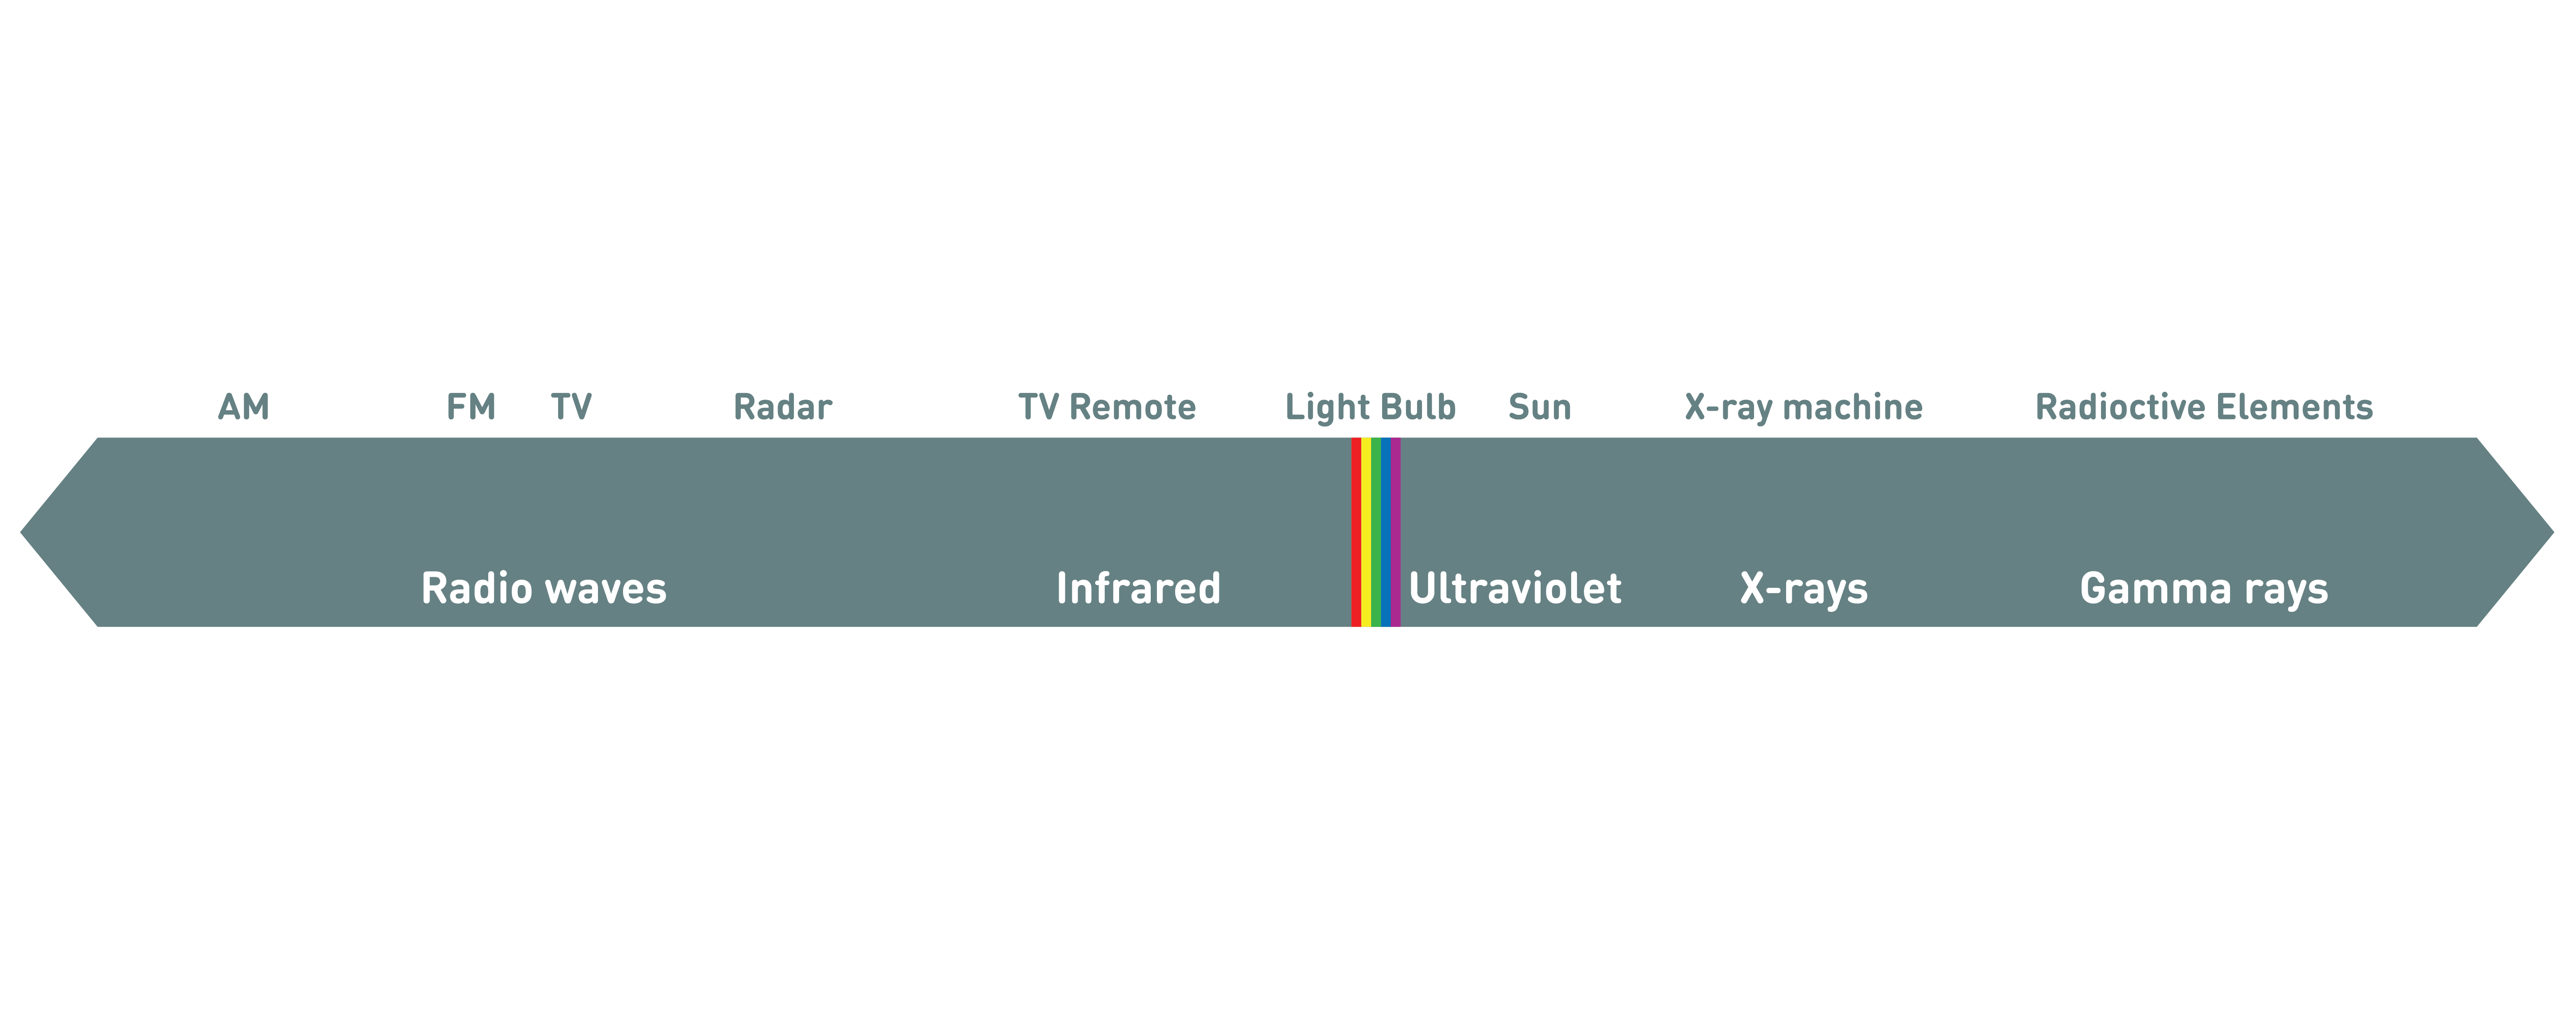 AM FM TV Radar TV Remote Light Bulb Sun X-ray machine Radioctive Elements
Radio waves Infrared Ultraviolet X-rays Gamma rays